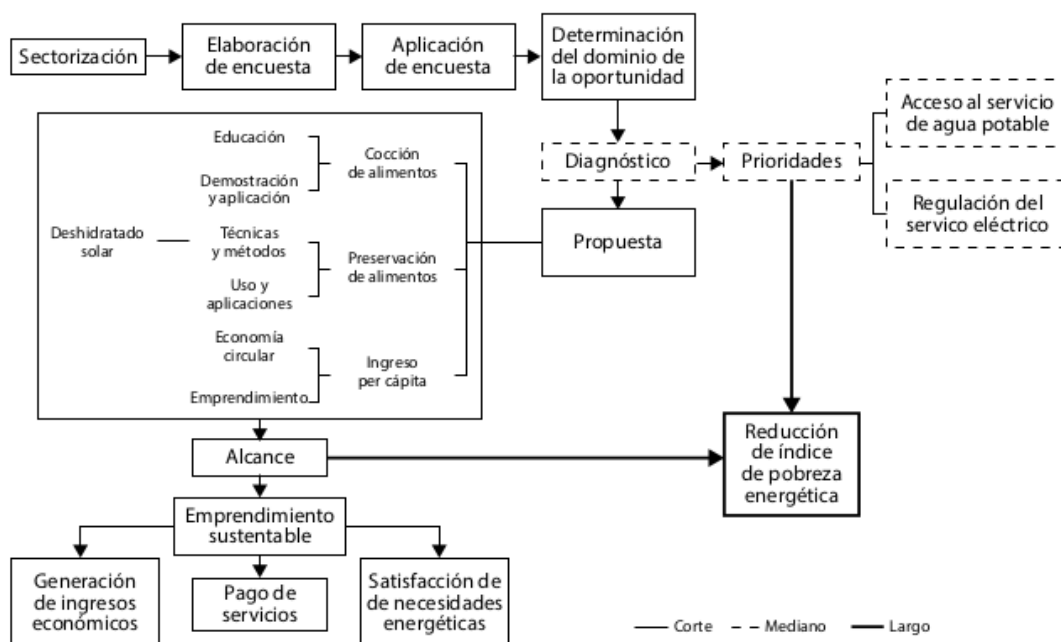 Sectorización
Elaboración
de encuesta
Aplicación
de encuesta
Determinación
del dominio de
la oportunidad
Acceso al servicio
de agua potable
Diagnóstico
Prioridades
Regulación del
servico eléctrico
Propuesta
Educación
Demostración
y aplicación
Cocción
de alimentos
Deshidratado
solar
Técnicas
y métodos
Uso y
aplicaciones
Preservación
de alimentos
Economía
circular
Emprendimiento
Ingreso
per cápita
Alcance
Reducción
de índice
de pobreza
energética
Emprendimiento
sustentable
Generación
de ingresos
económicos
Pago de
servicios
Satisfacción de
de necesidades
energéticas
Corte
Mediano
Largo